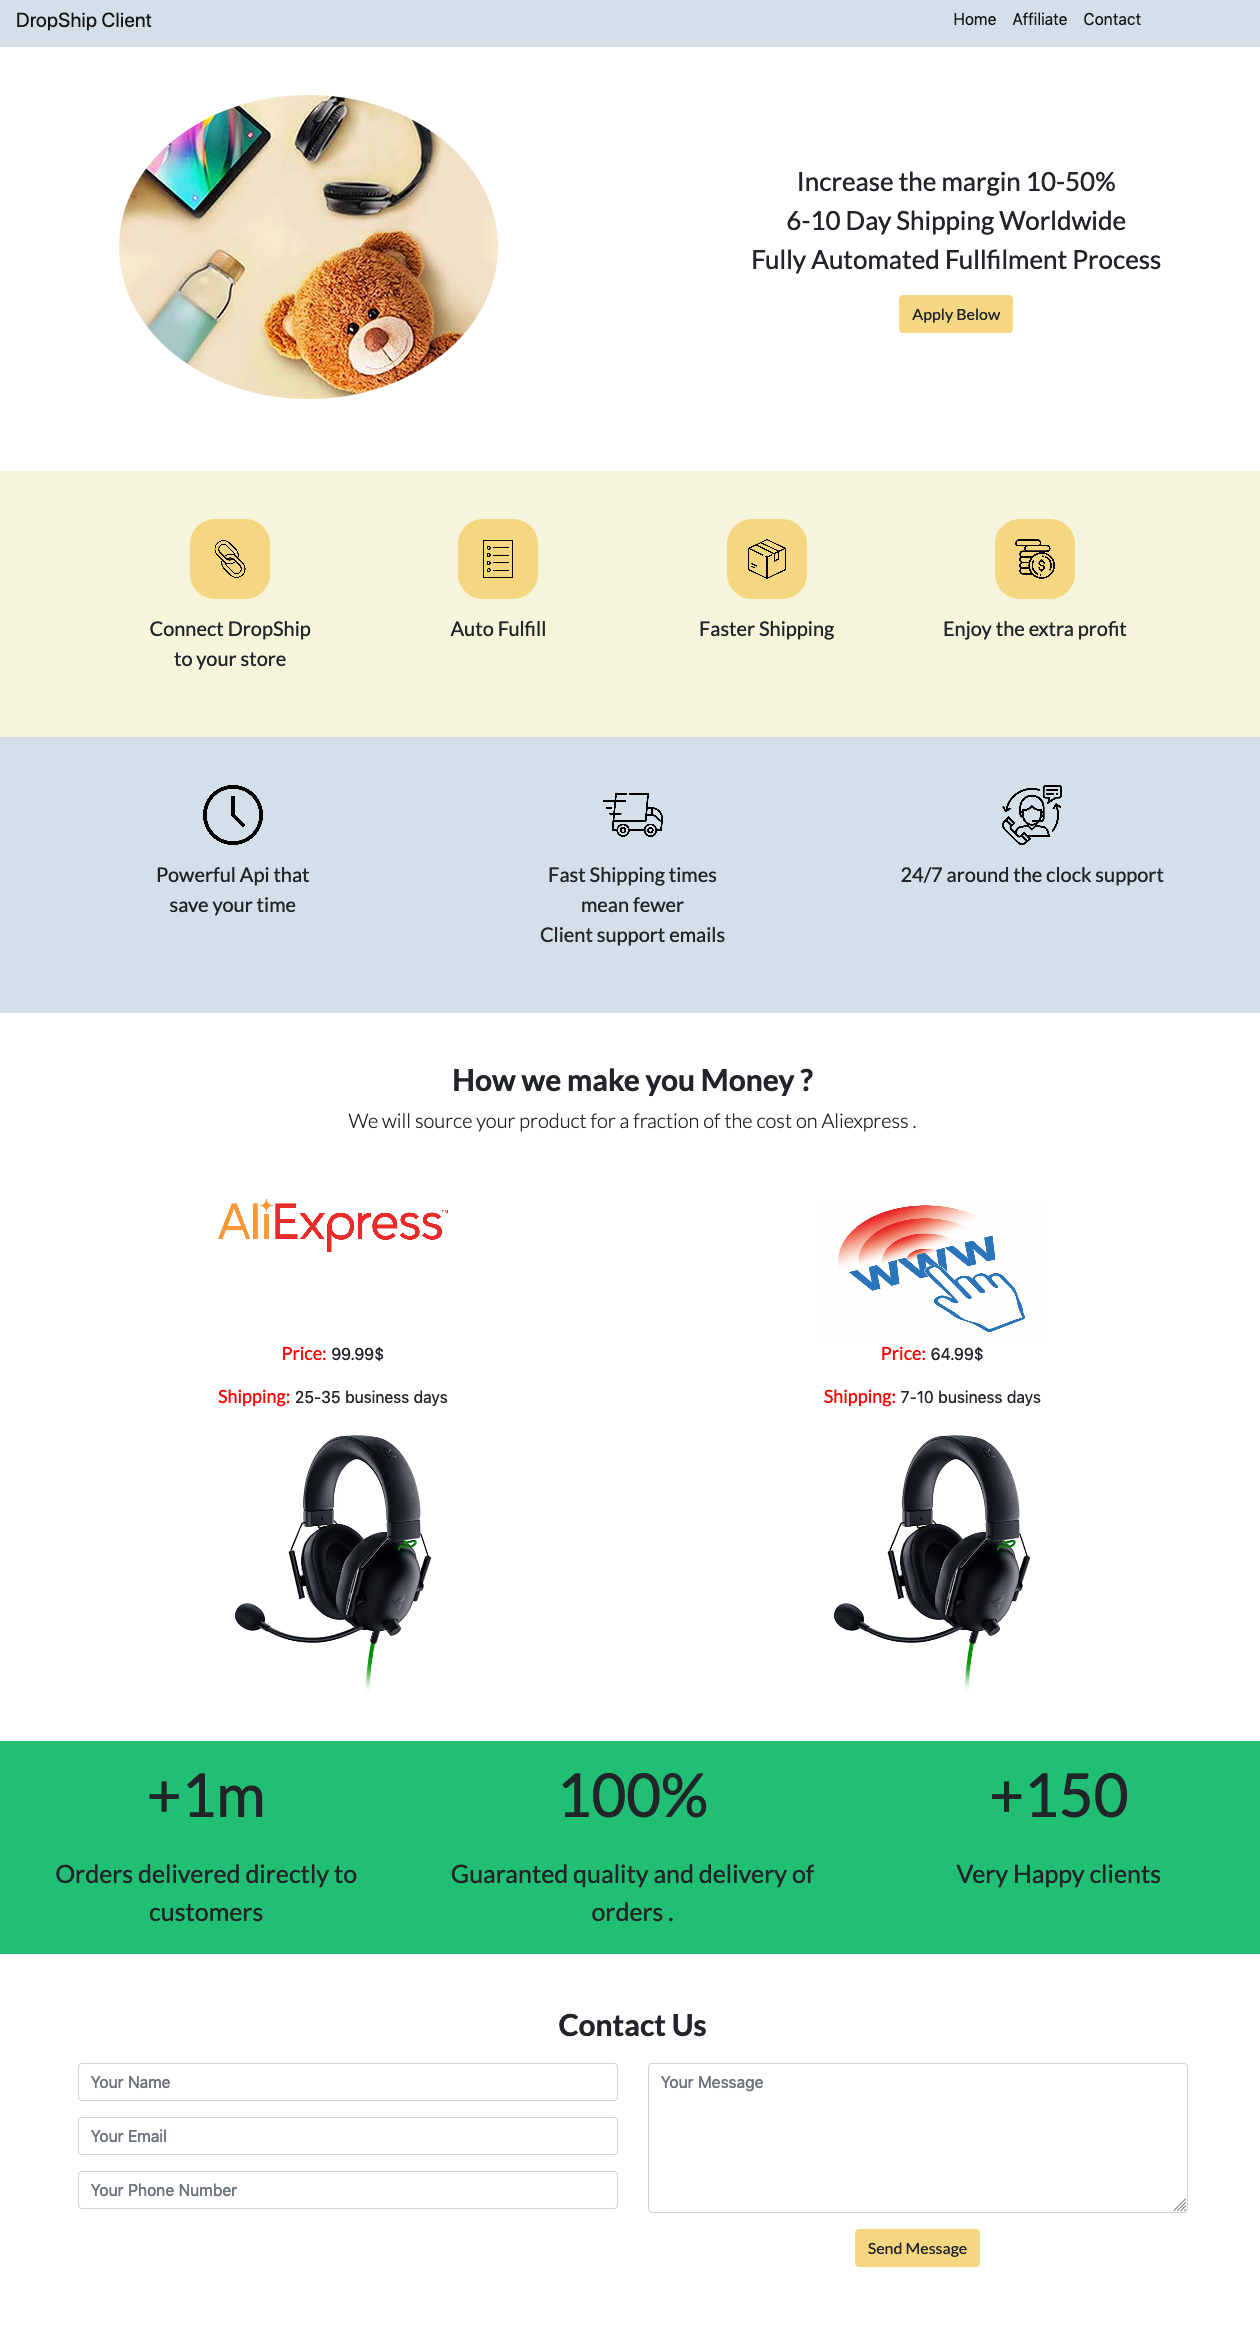 DropShip Client
Home Affiliate Contact
Increase the margin 10-50%
6-10 Day Shipping Worldwide
Fully Automated Fullfilment Process
Apply Below
Connect DropShip
to your store
Auto Fulfill
Faster Shipping
Enjoy the extra profit
Powerful Api that
save your time
Fast Shipping times
mean fewer
Client support emails
24/7 around the clock support
How we make you Money ?
We will source your product for a fraction of the cost on Aliexpress .
AliExpress™
Price: 99.99$
Shipping: 25-35 business days
www
Price: 64.99$
Shipping: 7-10 business days
+1m
Orders delivered directly to
customers
100%
Guaranted quality and delivery of
orders .
+150
Very Happy clients
Contact Us
Your Name
Your Email
Your Phone Number
Your Message
Send Message